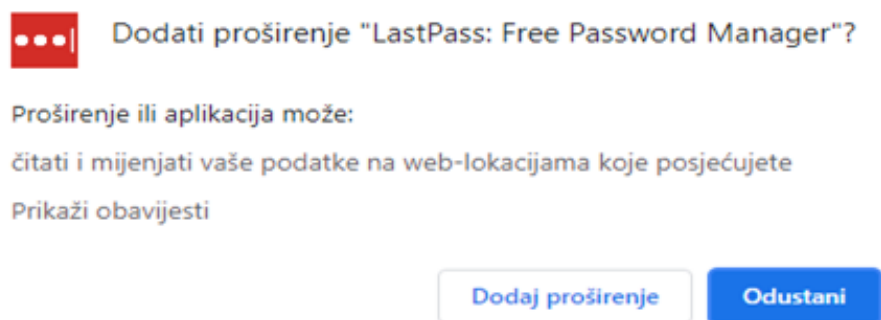 Dodati proširenje "LastPass: Free Password Manager"?
Proširenje ili aplikacija može:
čitati i mijenjati vaše podatke na web-lokacijama koje posjećujete
Prikaži obavijesti
Dodaj proširenje
Odustani